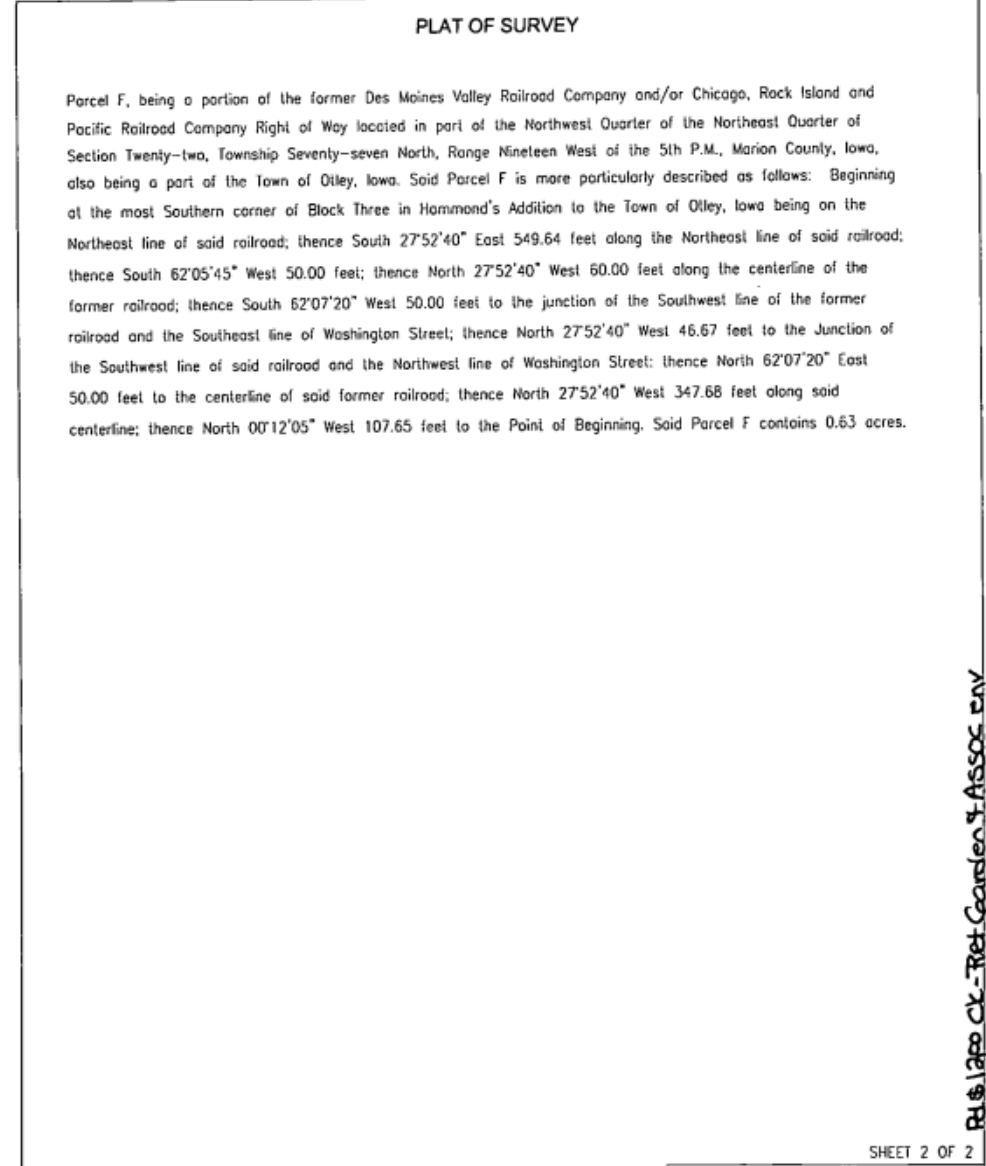 PLAT OF SURVEY
Parcel F, being a portion of the former Des Moines Valley Railroad Company and/or Chicago, Rock Island and
Pacific Railroad Company Right of Way located in part of the Northwest Quarter of the Northeast Quarter of
Section Twenty-two, Township Seventy-seven North, Range Nineteen West of the 5th P.M., Marion County, Iowa,
also being a part of the Town of Otley, Iowa. Said Parcel F is more particularly described as follows: Beginning
at the most Southern corner of Block Three in Hammond's Addition to the Town of Otley, Iowa being on the
Northeast line of said railroad; thence South 27°52'40" East 549.64 feet along the Northeast line of said railroad;
thence South 62°05'45" West 50.00 feet; thence North 27°52'40" West 60.00 feet along the centerline of the
former railroad; thence South 62°07'20" West 50.00 feet to the junction of the Southwest line of the former
railroad and the Southeast line of Washington Street; thence North 27°52'40" West 46.67 feet to the Junction of
the Southwest line of said railroad and the Northwest line of Washington Street: thence North 62°07'20" East
50.00 feet to the centerline of said former railroad; thence North 27°52'40" West 347.68 feet along said
centerline; thence North 00°12'05" West 107.65 feet to the Point of Beginning. Said Parcel F contains 0.63 acres.
Pd $ 1200 CK-Ret Garden & Assoc env
SHEET 2 OF 2